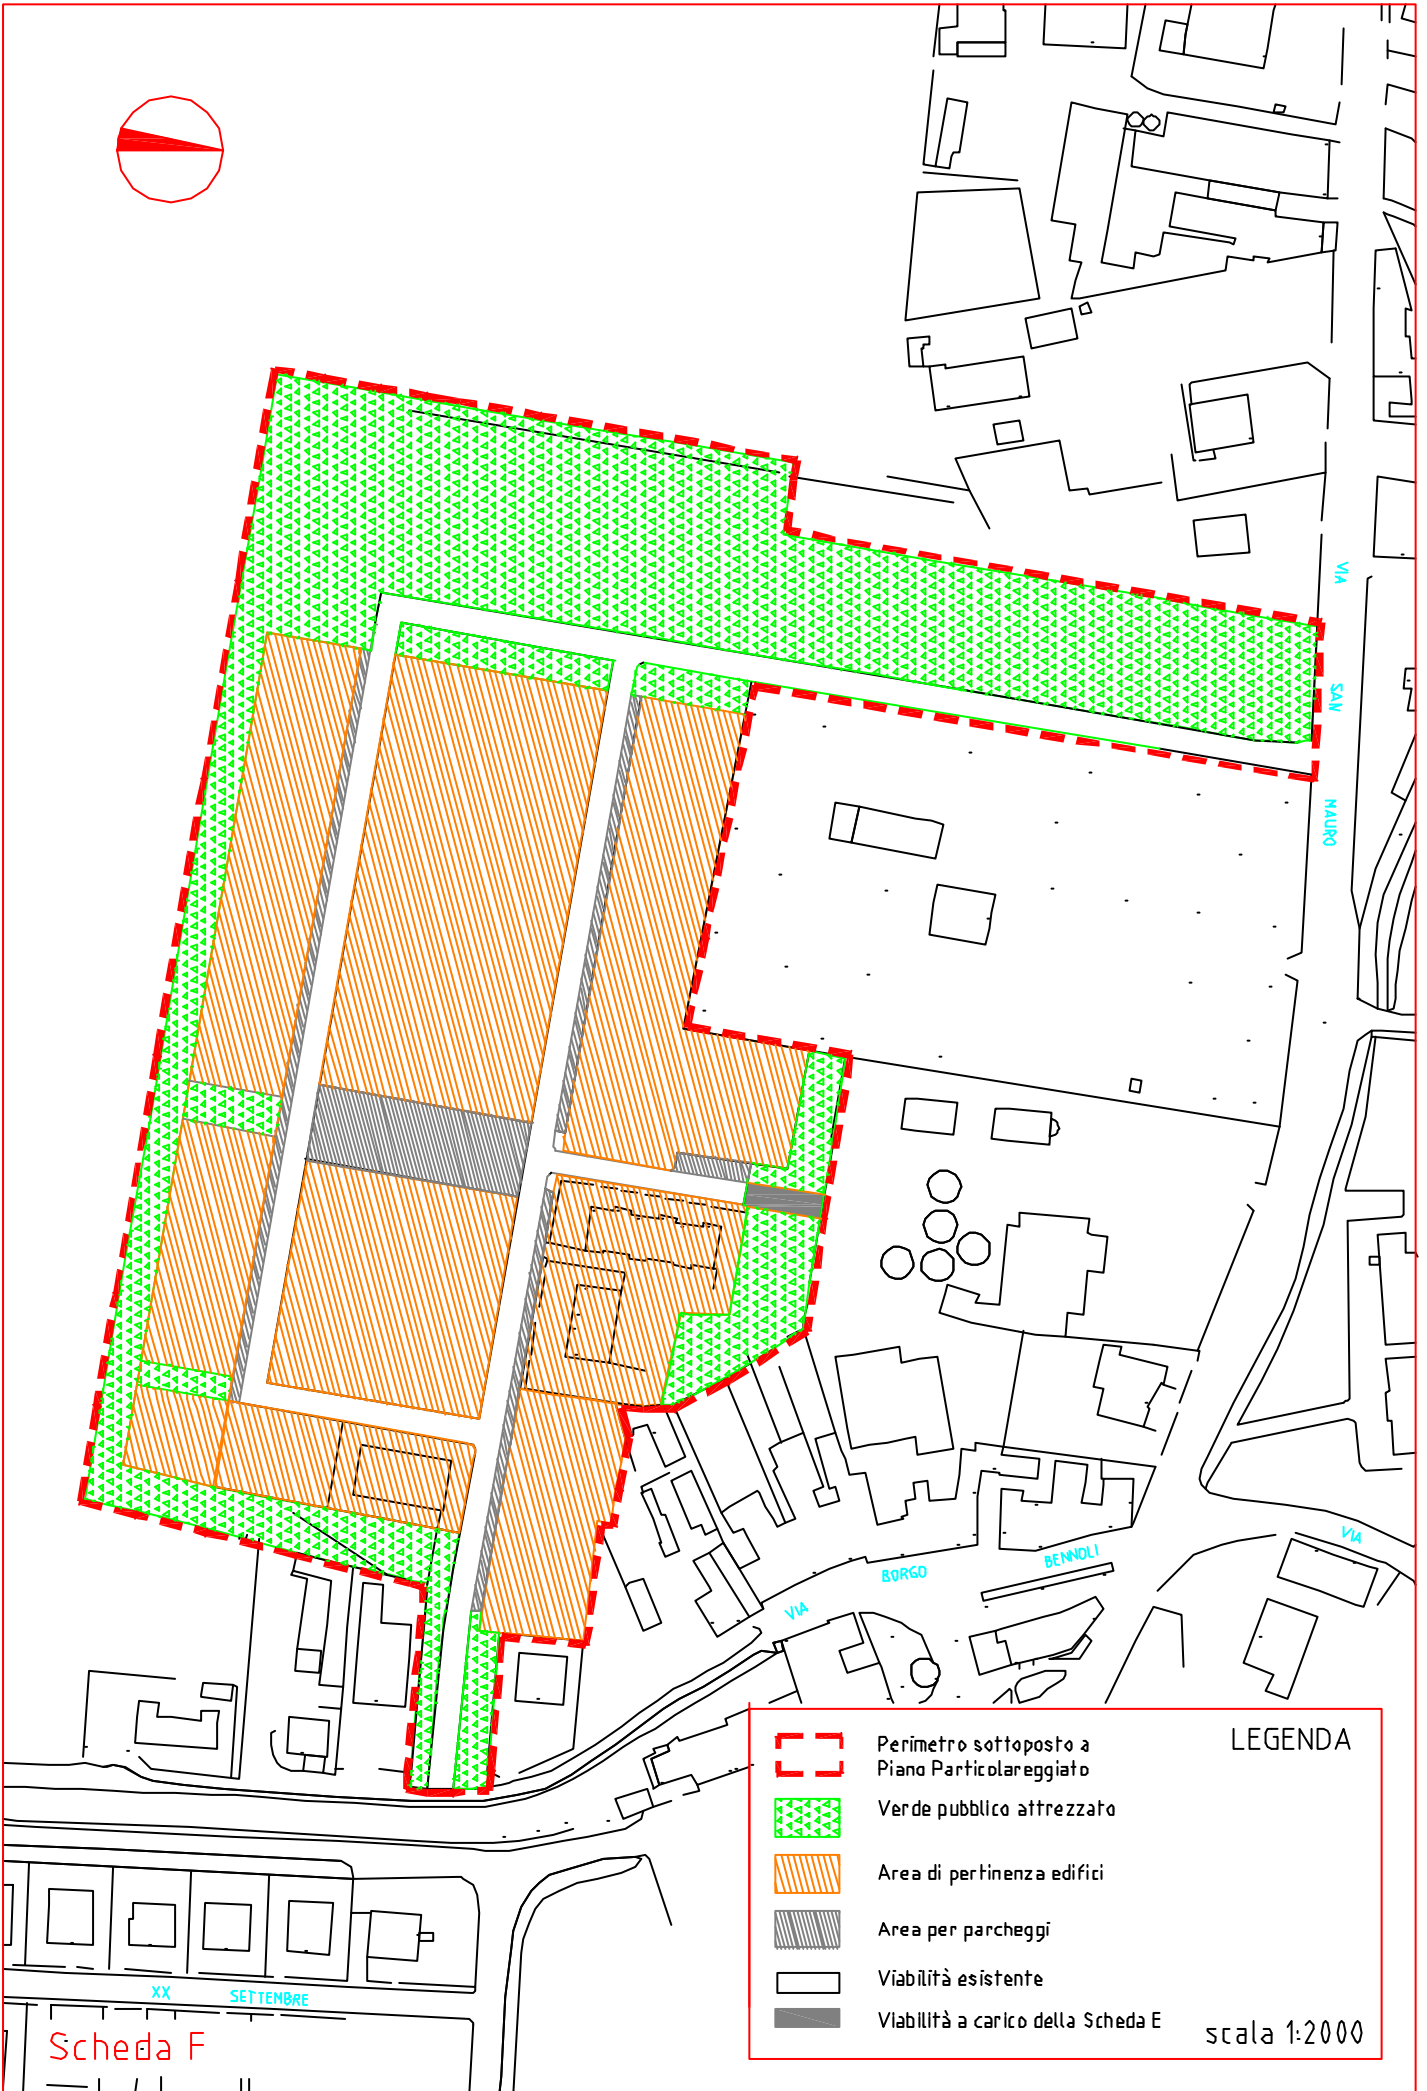 VIA
SAN
MAURO
VIA
BORGO
BENNOLI
VIA
LEGENDA
Perimetro sottoposto a
Piano Particolareggiato
Verde pubblico attrezzato
Area di pertinenza edifici
Area per parcheggi
Viabilità esistente
Viabilità a carico della Scheda E
scala 1:2000
XX SETTEMBRE
Scheda F